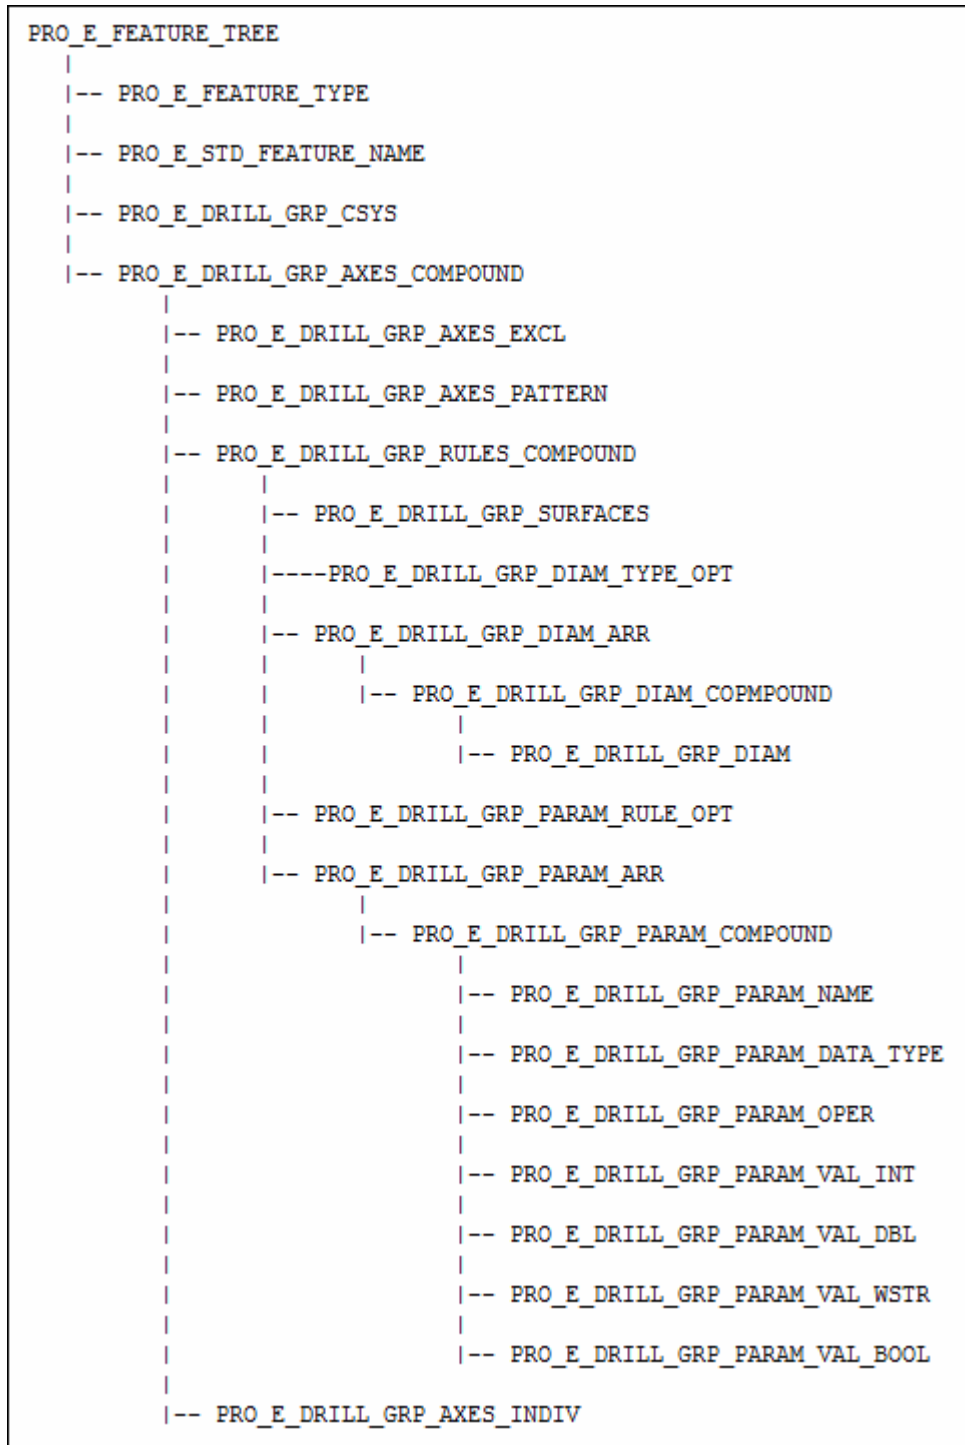 PRO_E_FEATURE_TREE
|-- PRO_E_FEATURE_TYPE
|-- PRO_E_STD_FEATURE_NAME
|-- PRO_E_DRILL_GRP_CSYS
|-- PRO_E_DRILL_GRP_AXES_COMPOUND
|-- PRO_E_DRILL_GRP_AXES_EXCL
|-- PRO_E_DRILL_GRP_AXES_PATTERN
|-- PRO_E_DRILL_GRP_RULES_COMPOUND
|-- PRO_E_DRILL_GRP_SURFACES
|----PRO_E_DRILL_GRP_DIAM_TYPE_OPT
|-- PRO_E_DRILL_GRP_DIAM_ARR
|-- PRO_E_DRILL_GRP_DIAM_COPMPOUND
|-- PRO_E_DRILL_GRP_DIAM
|-- PRO_E_DRILL_GRP_PARAM_RULE_OPT
|-- PRO_E_DRILL_GRP_PARAM_ARR
|-- PRO_E_DRILL_GRP_PARAM_COMPOUND
|-- PRO_E_DRILL_GRP_PARAM_NAME
|-- PRO_E_DRILL_GRP_PARAM_DATA_TYPE
|-- PRO_E_DRILL_GRP_PARAM_OPER
|-- PRO_E_DRILL_GRP_PARAM_VAL_INT
|-- PRO_E_DRILL_GRP_PARAM_VAL_DBL
|-- PRO_E_DRILL_GRP_PARAM_VAL_WSTR
|-- PRO_E_DRILL_GRP_PARAM_VAL_BOOL
|-- PRO_E_DRILL_GRP_AXES_INDIV